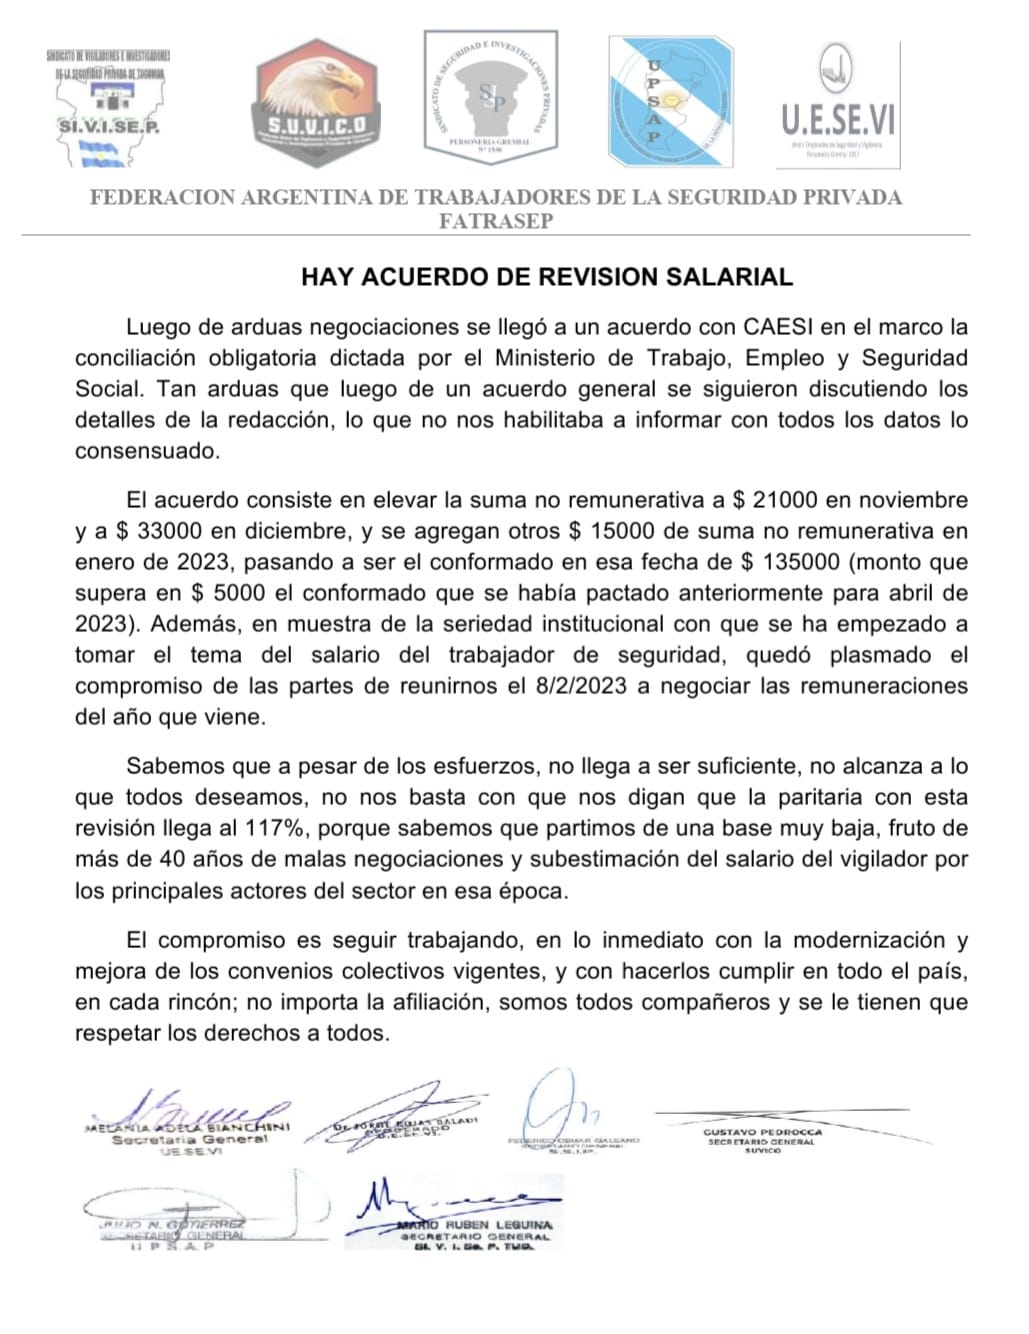 SINDICATO DE VIGILADORES E INVESTIGADORES
DE LA SEGURIDAD PRIVADA DE TUCUMAN
SI.V.I.SE.P.
S.U.V.I.C.O
SINDICATO DE SEGURIDAD E INVESTIGACIONES PRIVADAS
SIP
PERSONERIA GREMIAL
Nº 1930
UPSAP
U.E.SE.VI
Unión Empleados de Seguridad y Vigilancia
Personería Gremial 1817
FEDERACION ARGENTINA DE TRABAJADORES DE LA SEGURIDAD PRIVADA
FATRASEP
HAY ACUERDO DE REVISION SALARIAL
Luego de arduas negociaciones se llegó a un acuerdo con CAESI en el marco la
conciliación obligatoria dictada por el Ministerio de Trabajo, Empleo y Seguridad
Social. Tan arduas que luego de un acuerdo general se siguieron discutiendo los
detalles de la redacción, lo que no nos habilitaba a informar con todos los datos lo
consensuado.
El acuerdo consiste en elevar la suma no remunerativa a $ 21000 en noviembre
y a $ 33000 en diciembre, y se agregan otros $ 15000 de suma no remunerativa en
enero de 2023, pasando a ser el conformado en esa fecha de $ 135000 (monto que
supera en $ 5000 el conformado que se había pactado anteriormente para abril de
2023). Además, en muestra de la seriedad institucional con que se ha empezado a
tomar el tema del salario del trabajador de seguridad, quedó plasmado el
compromiso de las partes de reunirnos el 8/2/2023 a negociar las remuneraciones
del año que viene.
Sabemos que a pesar de los esfuerzos, no llega a ser suficiente, no alcanza a lo
que todos deseamos, no nos basta con que nos digan que la paritaria con esta
revisión llega al 117%, porque sabemos que partimos de una base muy baja, fruto de
más de 40 años de malas negociaciones y subestimación del salario del vigilador por
los principales actores del sector en esa época.
El compromiso es seguir trabajando, en lo inmediato con la modernización y
mejora de los convenios colectivos vigentes, y con hacerlos cumplir en todo el país,
en cada rincón; no importa la afiliación, somos todos compañeros y se le tienen que
respetar los derechos a todos.
MELANIA ADELA BIANCHINI
Secretaria General
UE.SE.VI
Dr. JORGE ROJAS BALADI
APODERADO
U.E.SE.VI.
FEDERICO OSMAR GALEANO
SECRETARIO GENERAL
S.S.I.P.
GUSTAVO PEDROCCA
SECRETARIO GENERAL
SUVICO
JULIO N. GUTIERREZ
SECRETARIO GENERAL
U P S A P
MARIO RUBEN LEGUINA
SECRETARIO GENERAL
SI. V. I. Se. P. TUC.